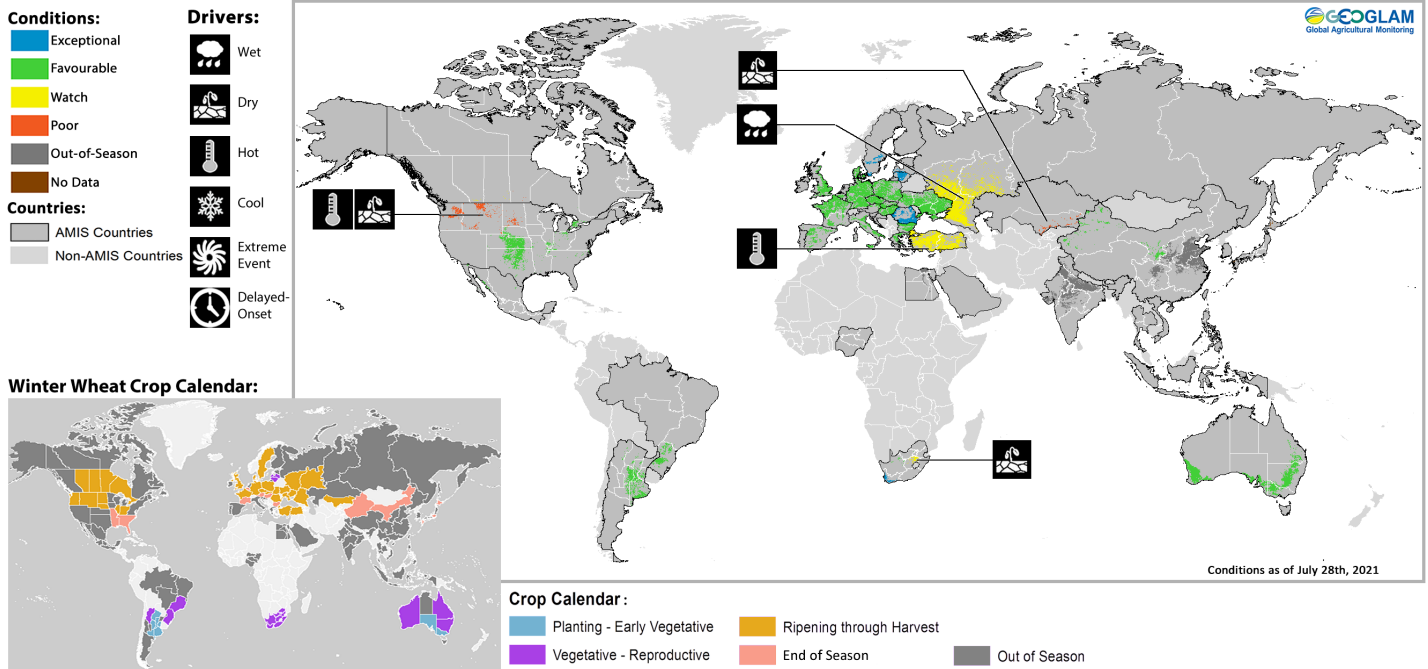 Conditions:
Exceptional
Favourable
Watch
Poor
Out-of-Season
No Data
Countries:
AMIS Countries
Non-AMIS Countries
Drivers:
Wet
Dry
Hot
Cool
Extreme
Event
Delayed-
Onset
GEOGLAM
Global Agricultural Monitoring
Conditions as of July 28th, 2021
Winter Wheat Crop Calendar:
Crop Calendar :
Planting - Early Vegetative
Ripening through Harvest
Vegetative - Reproductive
End of Season
Out of Season